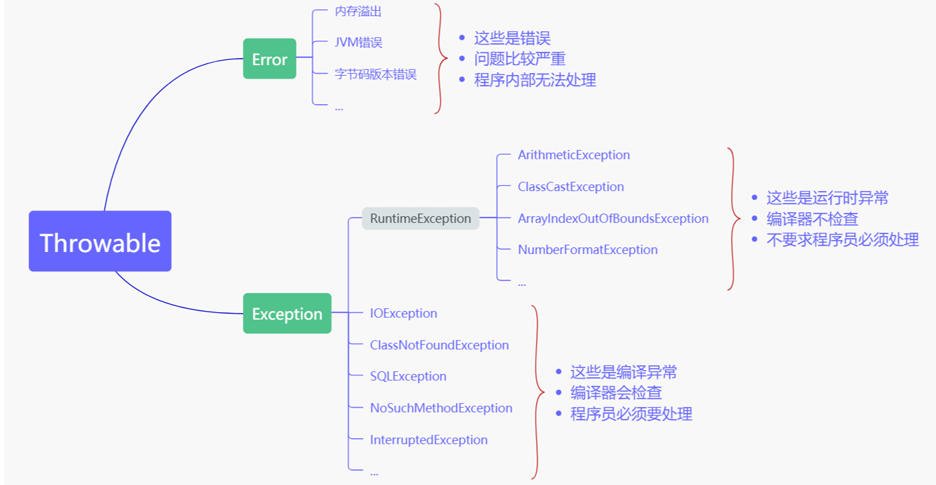 内存溢出
JVM错误
字节码版本错误
...
Error
这些是错误
问题比较严重
程序内部无法处理
Throwable
ArithmeticException
ClassCastException
ArrayIndexOutOfBoundsException
NumberFormatException
...
RuntimeException
这些是运行时异常
编译器不检查
不要求程序员必须处理
Exception
IOException
ClassNotFoundException
SQLException
NoSuchMethodException
InterruptedException
...
这些是编译异常
编译器会检查
程序员必须要处理